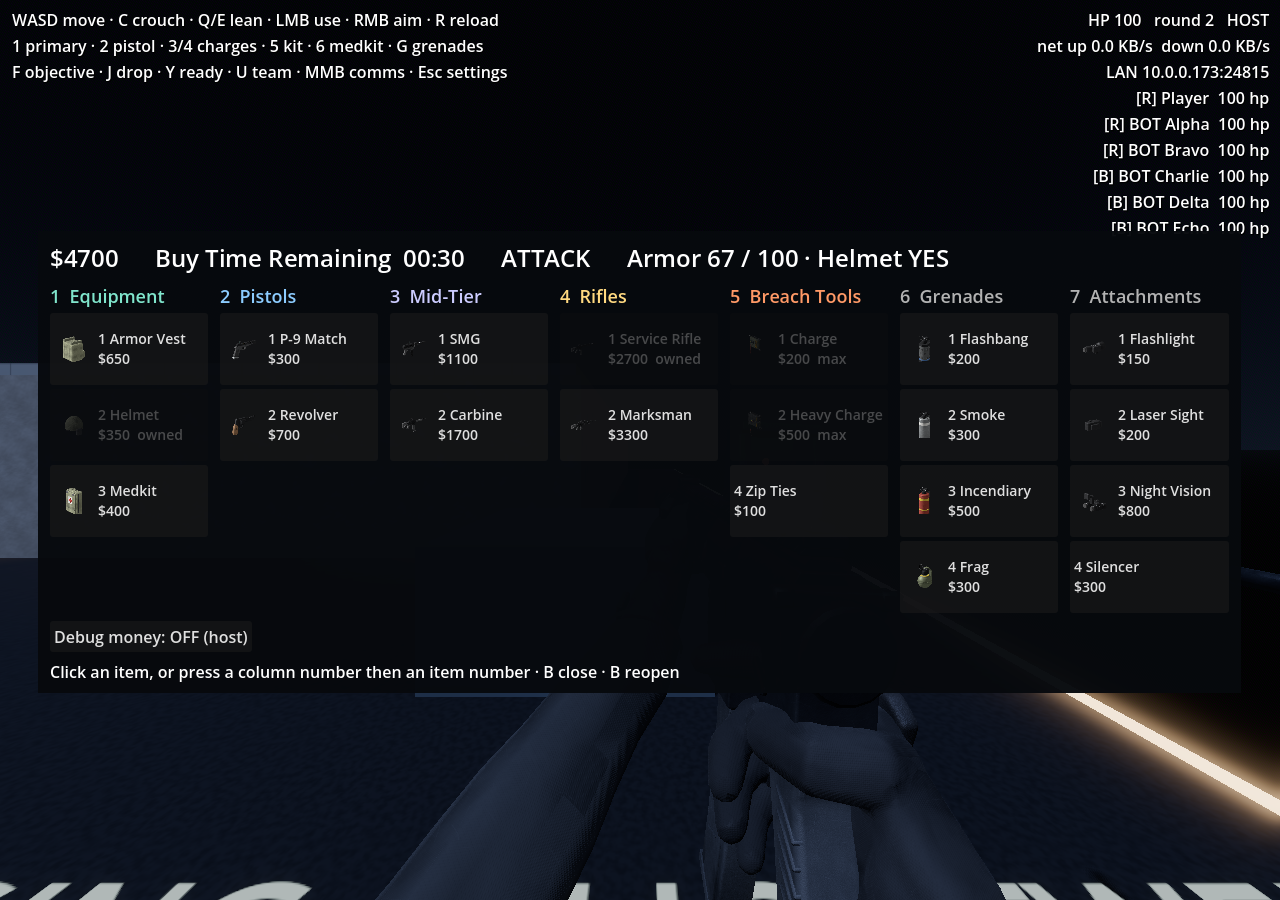 WASD move · C crouch · Q/E lean · LMB use · RMB aim · R reload
1 primary · 2 pistol · 3/4 charges · 5 kit · 6 medkit · G grenades
F objective · J drop · Y ready · U team · MMB comms · Esc settings
HP 100 round 2 HOST
net up 0.0 KB/s down 0.0 KB/s
LAN 10.0.0.173:24815
[R] Player 100 hp
[R] BOT Alpha 100 hp
[R] BOT Bravo 100 hp
[B] BOT Charlie 100 hp
[B] BOT Delta 100 hp
[B] BOT Echo 100 hp
$4700 Buy Time Remaining 00:30 ATTACK Armor 67 / 100 · Helmet YES
1 Equipment
1 Armor Vest
$650
2 Helmet
$350 owned
3 Medkit
$400
2 Pistols
1 P-9 Match
$300
2 Revolver
$700
3 Mid-Tier
1 SMG
$1100
2 Carbine
$1700
4 Rifles
1 Service Rifle
$2700 owned
2 Marksman
$3300
5 Breach Tools
1 Charge
$200 max
2 Heavy Charge
$500 max
4 Zip Ties
$100
6 Grenades
1 Flashbang
$200
2 Smoke
$300
3 Incendiary
$500
4 Frag
$300
7 Attachments
1 Flashlight
$150
2 Laser Sight
$200
3 Night Vision
$800
4 Silencer
$300
Debug money: OFF (host)
Click an item, or press a column number then an item number · B close · B reopen